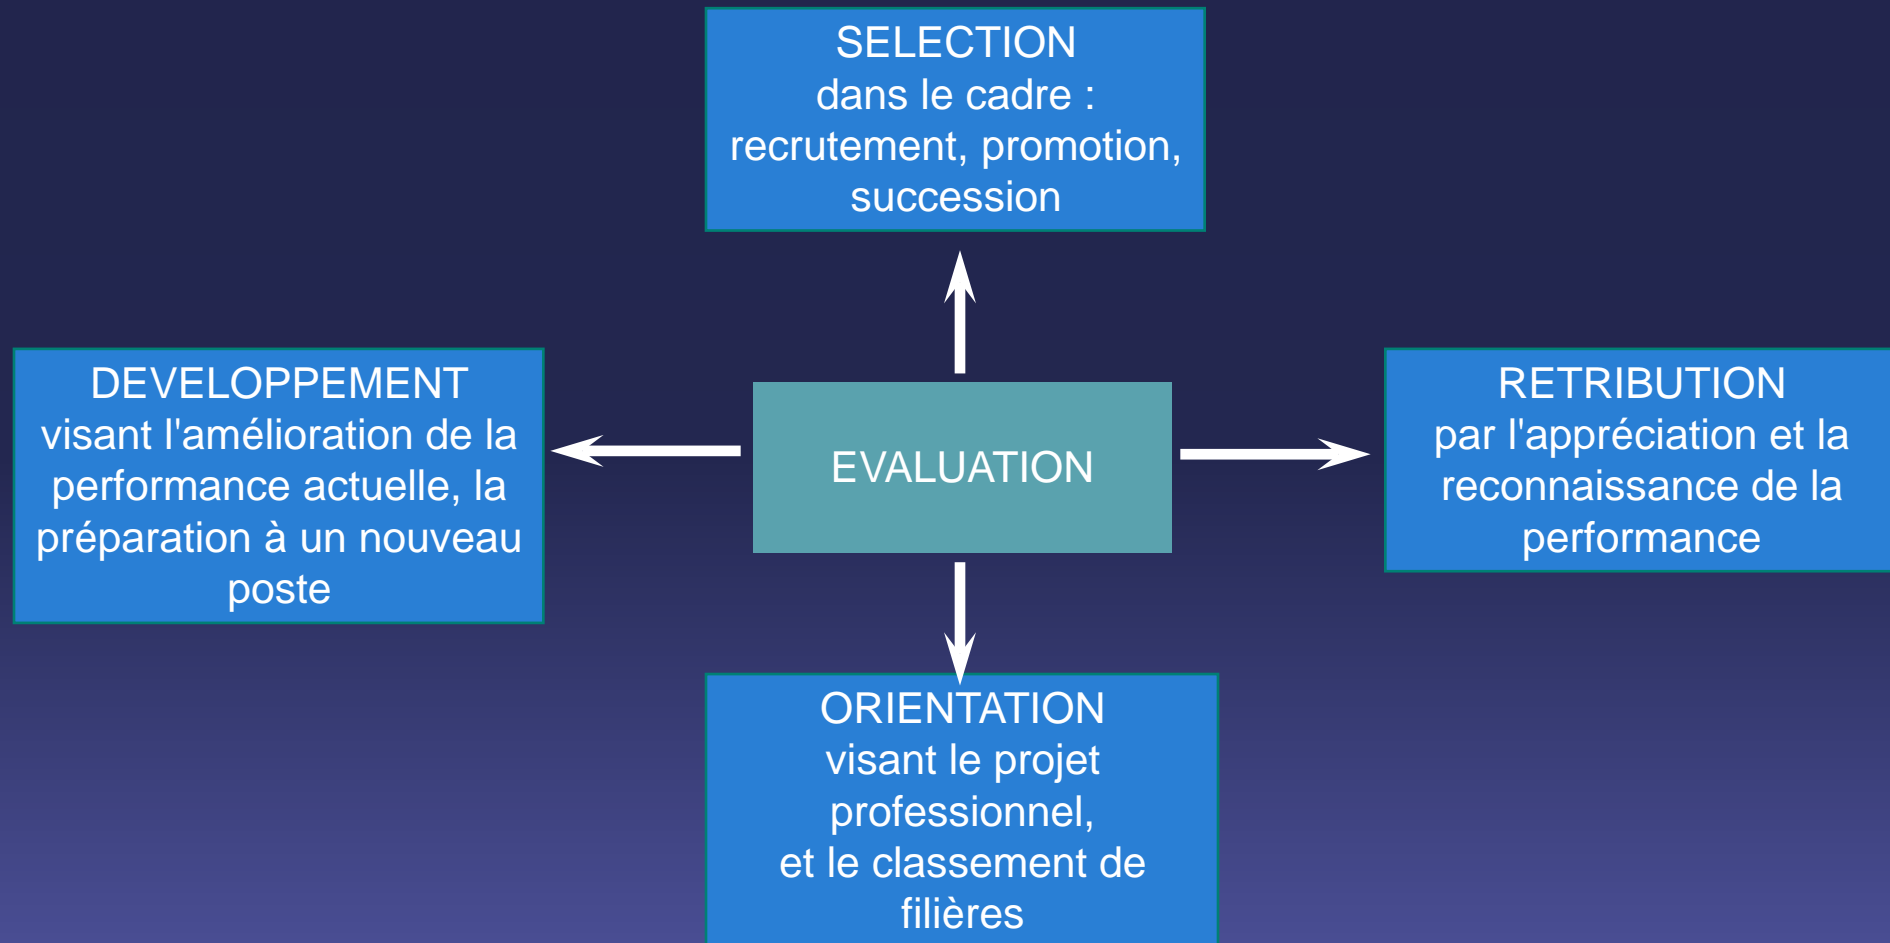 SELECTION
dans le cadre :
recrutement, promotion,
succession
DEVELOPPEMENT
visant l'amélioration de la
performance actuelle, la
préparation à un nouveau
poste
EVALUATION
RETRIBUTION
par l'appréciation et la
reconnaissance de la
performance
ORIENTATION
visant le projet
professionnel,
et le classement de
filières